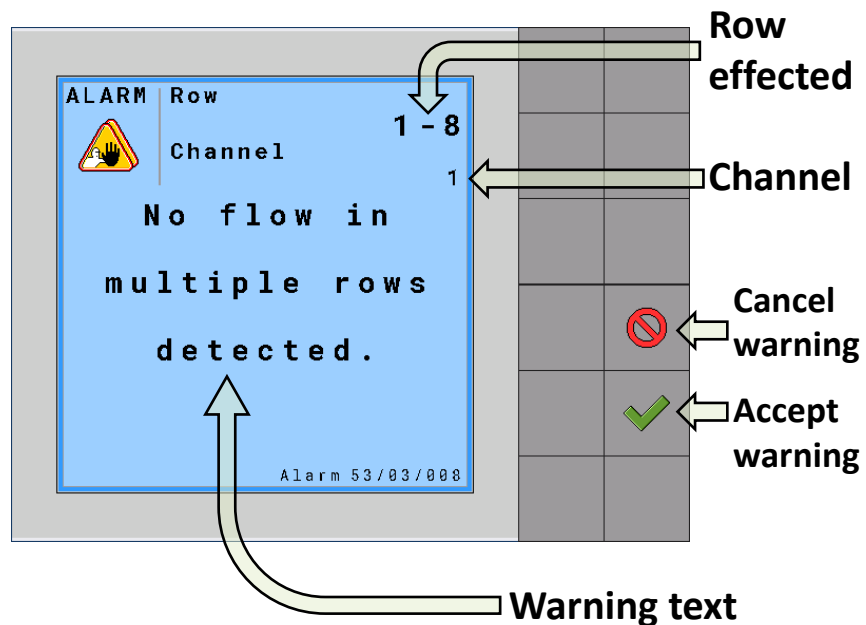 Row
effected
ALARM Row
1-8
Channel
1
Channel
No flow in
multiple rows
detected.
Cancel
warning
Accept
warning
Alarm 53/03/008
Warning text